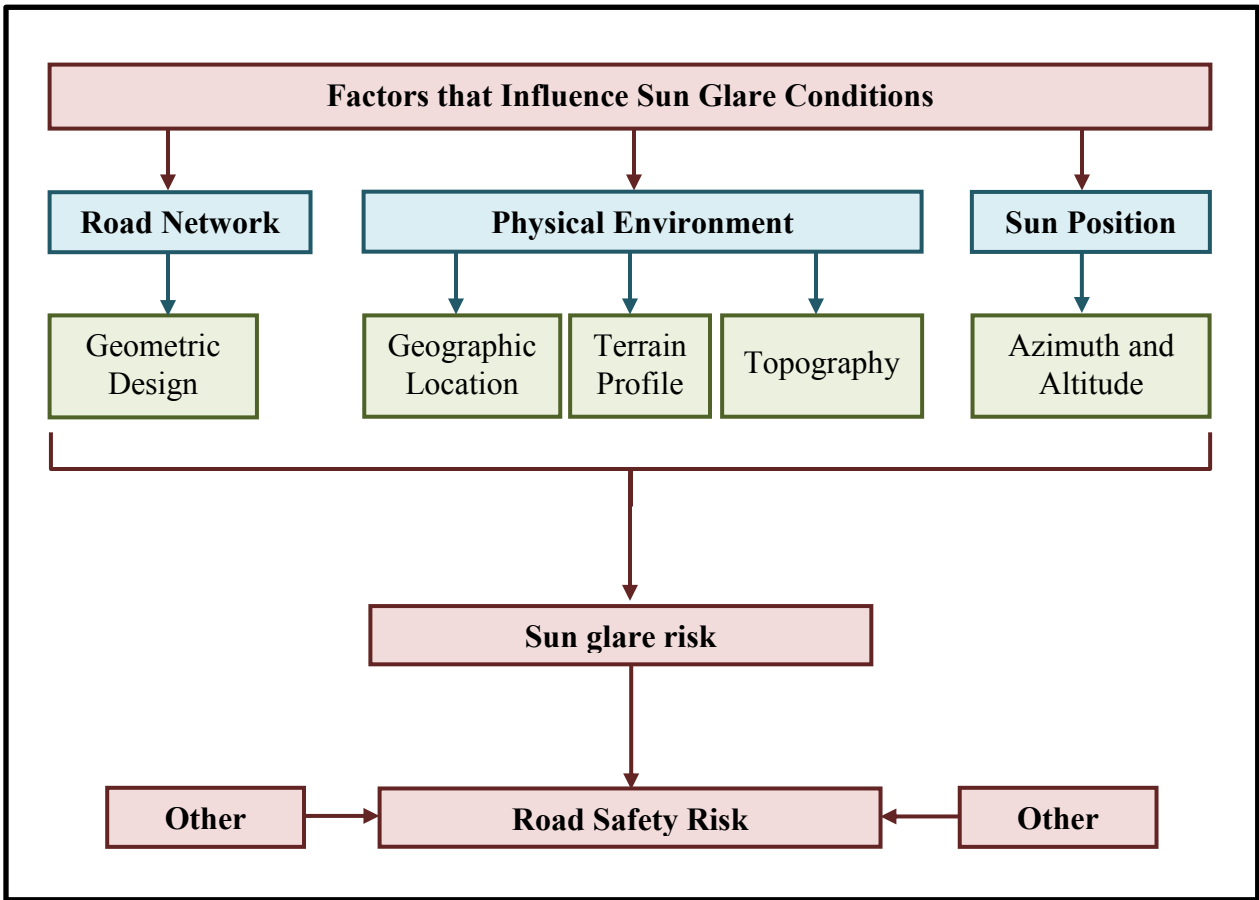 Factors that Influence Sun Glare Conditions
Road Network
Physical Environment
Sun Position
Geometric
Design
Geographic
Location
Terrain
Profile
Topography
Azimuth and
Altitude
Sun glare risk
Other
Road Safety Risk
Other